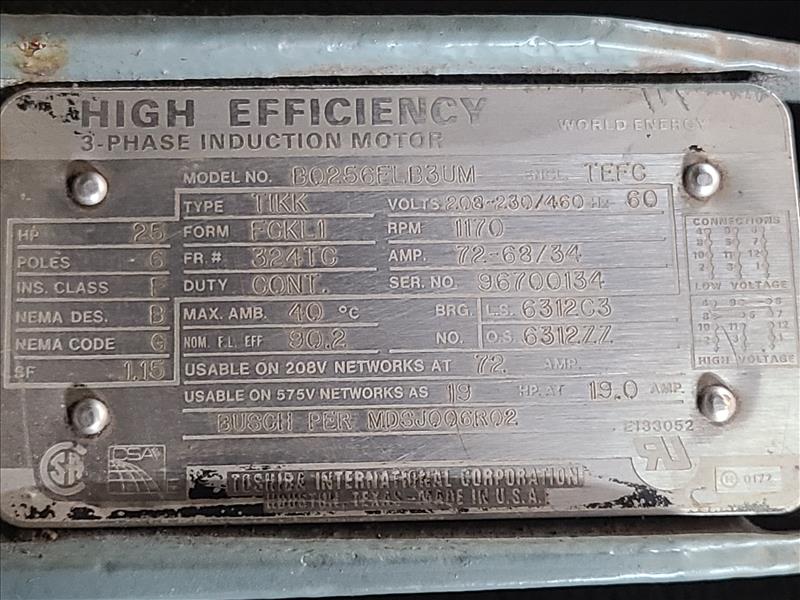 HIGH EFFICIENCY
3-PHASE INDUCTION MOTOR WORLD ENERGY
MODEL NO. B0256FLB3UM ENCL. TEFC
TYPE TIKK VOLTS 208-230/460 HZ 60
HP 25 FORM FCKL1 RPM 1170
POLES 6 FR.# 324TC AMP. 72-68/34
INS. CLASS F DUTY CONT. SER. NO. 96700134
NEMA DES. B MAX. AMB. 40 °C BRG. L.S. 6312C3
NEMA CODE G NOM. F.L. EFF 90.2 NO. O.S. 6312ZZ
SF 1.15 USABLE ON 208V NETWORKS AT 72 AMP.
USABLE ON 575V NETWORKS AS 19 HP. AT 19.0 AMP.
BUSCH PER MDSJ006R02
CONNECTIONS
LOW VOLTAGE
HIGH VOLTAGE
E133052
CSA
TOSHIBA INTERNATIONAL CORPORATION
HOUSTON, TEXAS-MADE IN U.S.A.
0172